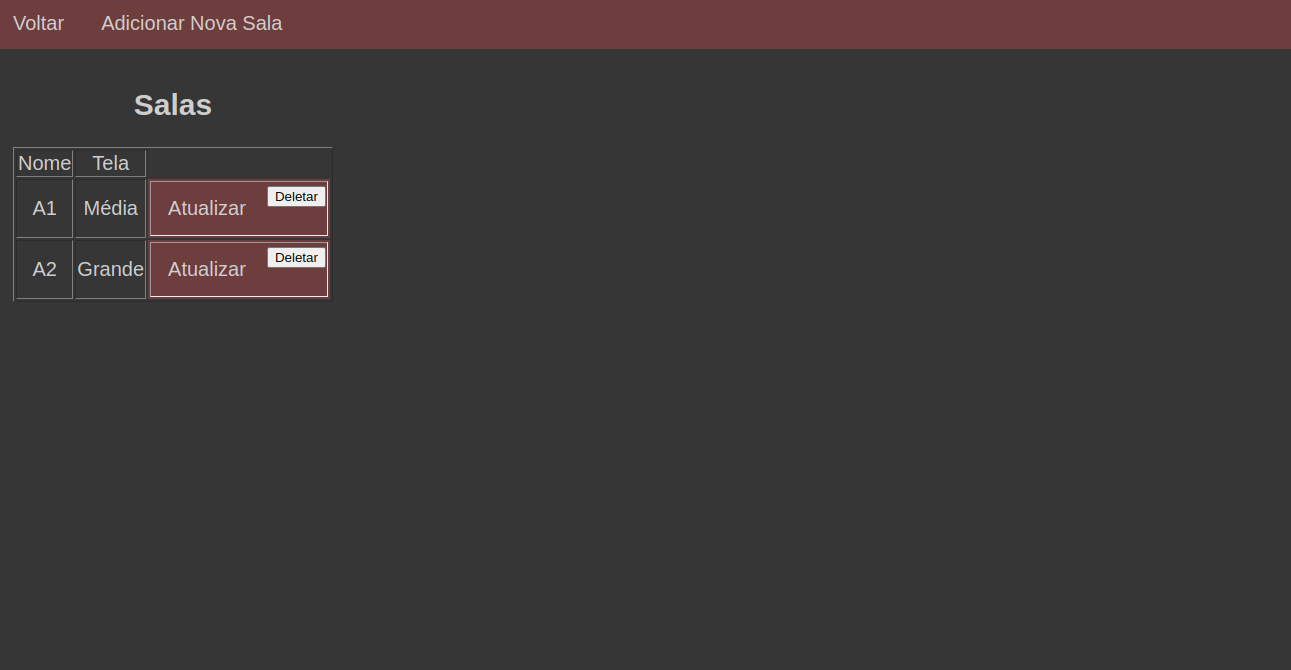 Voltar Adicionar Nova Sala
Salas
Nome Tela
A1 Média Atualizar Deletar
A2 Grande Atualizar Deletar